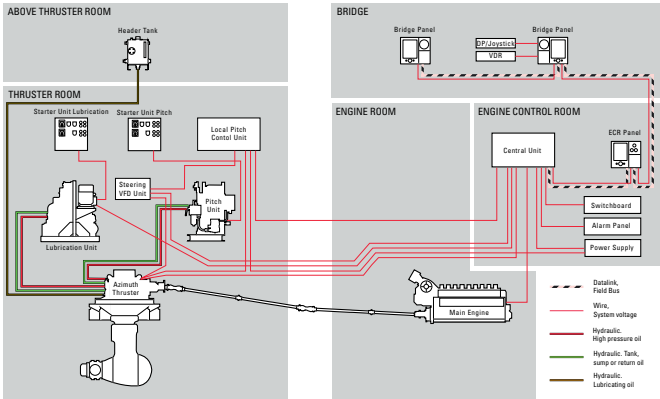 ABOVE THRUSTER ROOM
Header Tank
THRUSTER ROOM
Starter Unit Lubrication
Starter Unit Pitch
Local Pitch
Contol Unit
Steering
VFD Unit
Pitch
Unit
Lubrication Unit
Azimuth
Thruster
BRIDGE
Bridge Panel
Bridge Panel
DP/Joystick
VDR
ENGINE ROOM
Main Engine
ENGINE CONTROL ROOM
ECR Panel
Central Unit
Switchboard
Alarm Panel
Power Supply
Datalink,
Field Bus
Wire,
System voltage
Hydraulic.
High pressure oil
Hydraulic. Tank,
sump or return oil
Hydraulic.
Lubricating oil